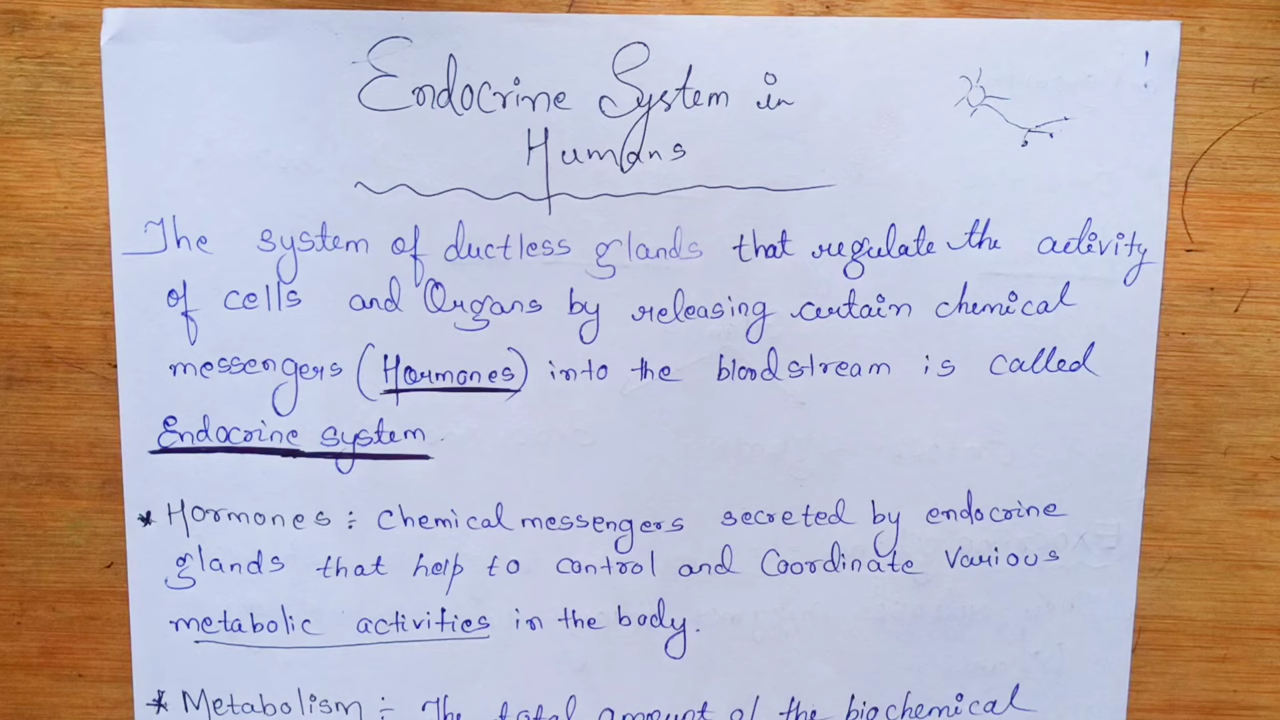 Endocrine System in
Humans
The system of ductless glands that regulate the activity
of cells and Organs by releasing certain chemical
messengers (Hormones) into the bloodstream is called
Endocrine system.
* Hormones : Chemical messengers secreted by endocrine
glands that help to control and Coordinate Various
metabolic activities in the body.
* Metabolism :- The total amount of the biochemical